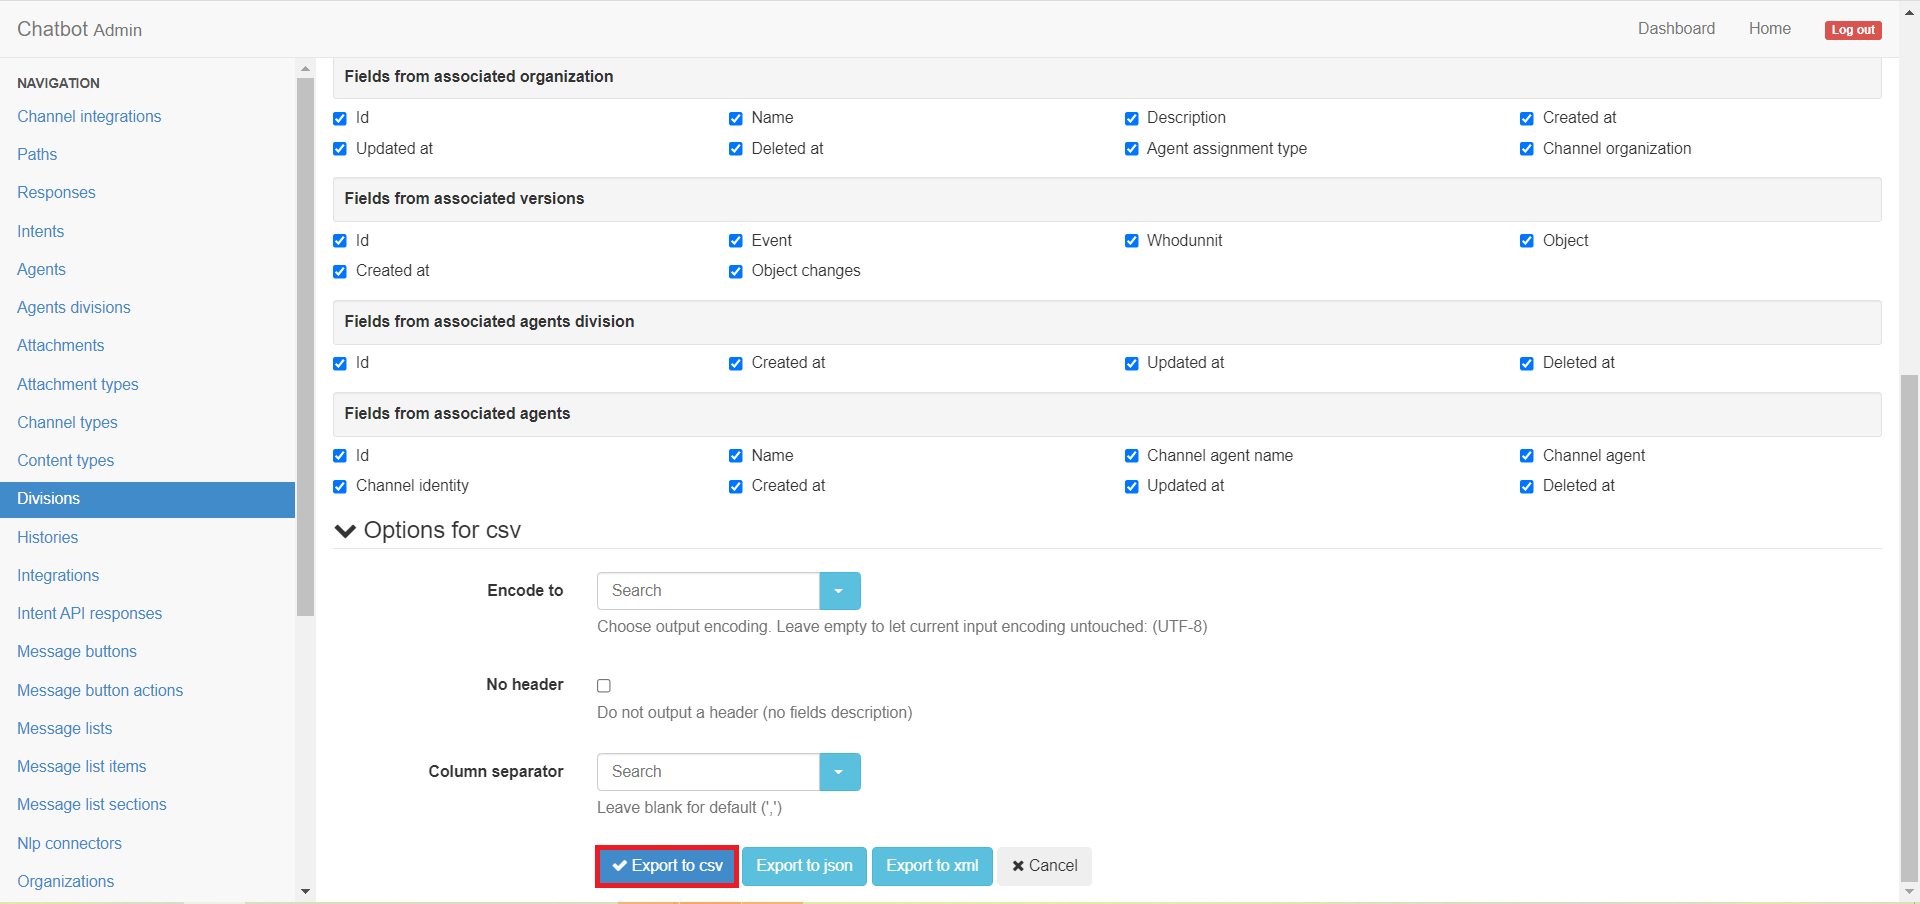 Chatbot Admin
Dashboard Home Log out
NAVIGATION
Channel integrations
Paths
Responses
Intents
Agents
Agents divisions
Attachments
Attachment types
Channel types
Content types
Divisions
Histories
Integrations
Intent API responses
Message buttons
Message button actions
Message lists
Message list items
Message list sections
Nlp connectors
Organizations
Fields from associated organization
Id Name Description Created at
Updated at Deleted at Agent assignment type Channel organization
Fields from associated versions
Id Event Whodunnit Object
Created at Object changes
Fields from associated agents division
Id Created at Updated at Deleted at
Fields from associated agents
Id Name Channel agent name Channel agent
Channel identity Created at Updated at Deleted at
Options for csv
Encode to Search
Choose output encoding. Leave empty to let current input encoding untouched: (UTF-8)
No header
Do not output a header (no fields description)
Column separator Search
Leave blank for default (',')
Export to csv Export to json Export to xml Cancel